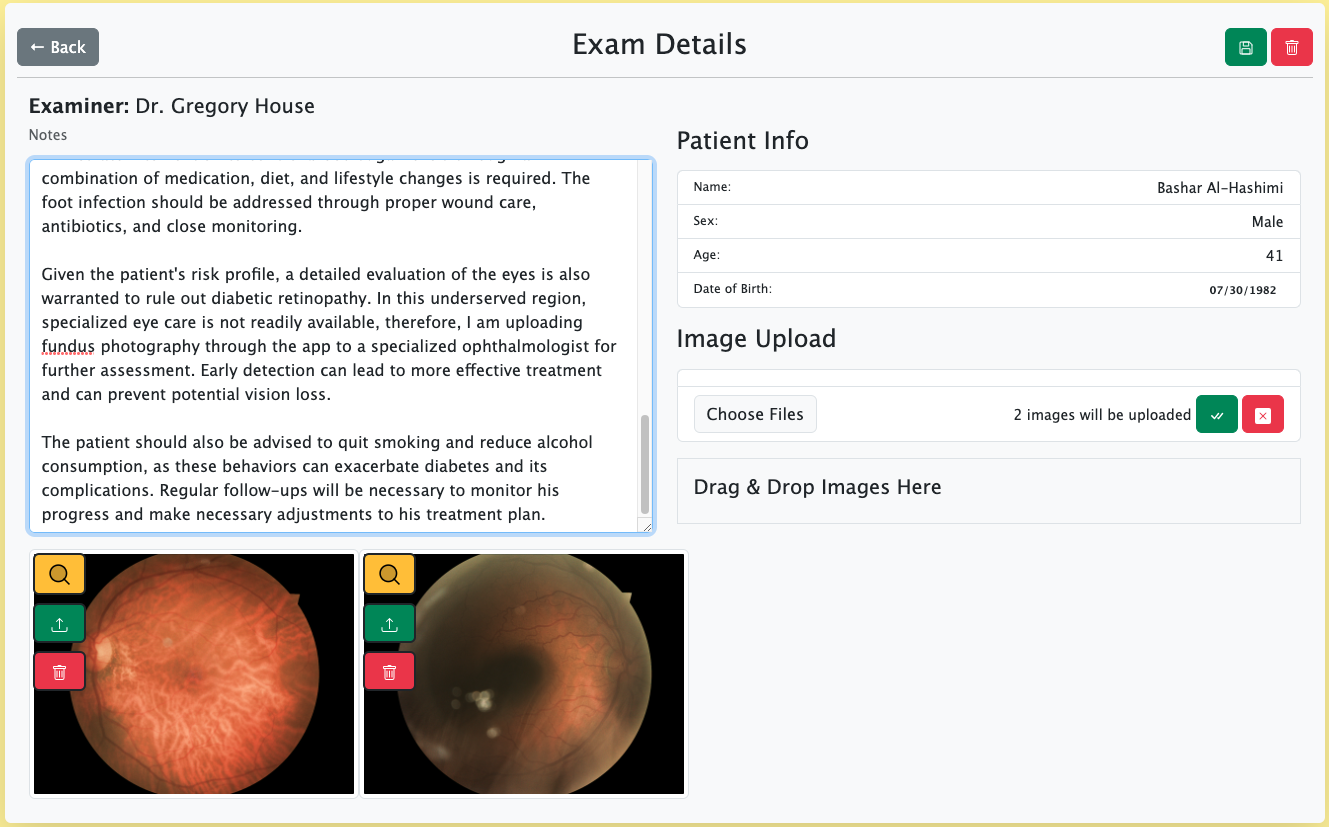 ← Back
Exam Details
Examiner: Dr. Gregory House
Notes
combination of medication, diet, and lifestyle changes is required. The
foot infection should be addressed through proper wound care,
antibiotics, and close monitoring.
Given the patient's risk profile, a detailed evaluation of the eyes is also
warranted to rule out diabetic retinopathy. In this underserved region,
specialized eye care is not readily available, therefore, I am uploading
fundus photography through the app to a specialized ophthalmologist for
further assessment. Early detection can lead to more effective treatment
and can prevent potential vision loss.
The patient should also be advised to quit smoking and reduce alcohol
consumption, as these behaviors can exacerbate diabetes and its
complications. Regular follow-ups will be necessary to monitor his
progress and make necessary adjustments to his treatment plan.
Patient Info
Name: Bashar Al-Hashimi
Sex: Male
Age: 41
Date of Birth: 07/30/1982
Image Upload
Choose Files 2 images will be uploaded
Drag & Drop Images Here